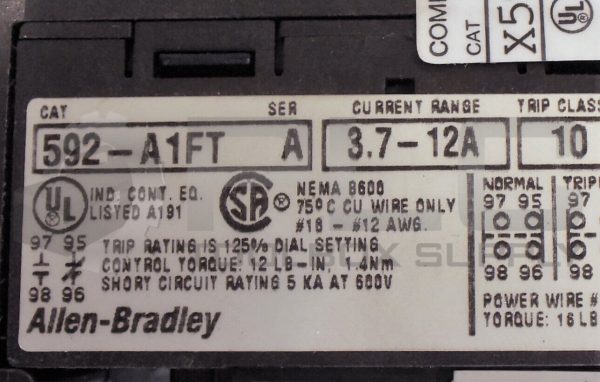 COM
CAT
X5
UL
CAT SER CURRENT RANGE TRIP CLASS
592-A1FT A 3.7-12A 10
UL
IND. CONT. EQ.
LISTED A191
SA ®
NEMA B600
75°C CU WIRE ONLY
#18 - #12 AWG.
NORMAL TRIP
97 95 97
98 96 98
97 95
98 96
TRIP RATING IS 125% DIAL SETTING
CONTROL TORQUE: 12 LB-IN, 1.4Nm
SHORT CIRCUIT RATING 5 KA AT 600V
POWER WIRE #
TORQUE: 16 LB
Allen-Bradley